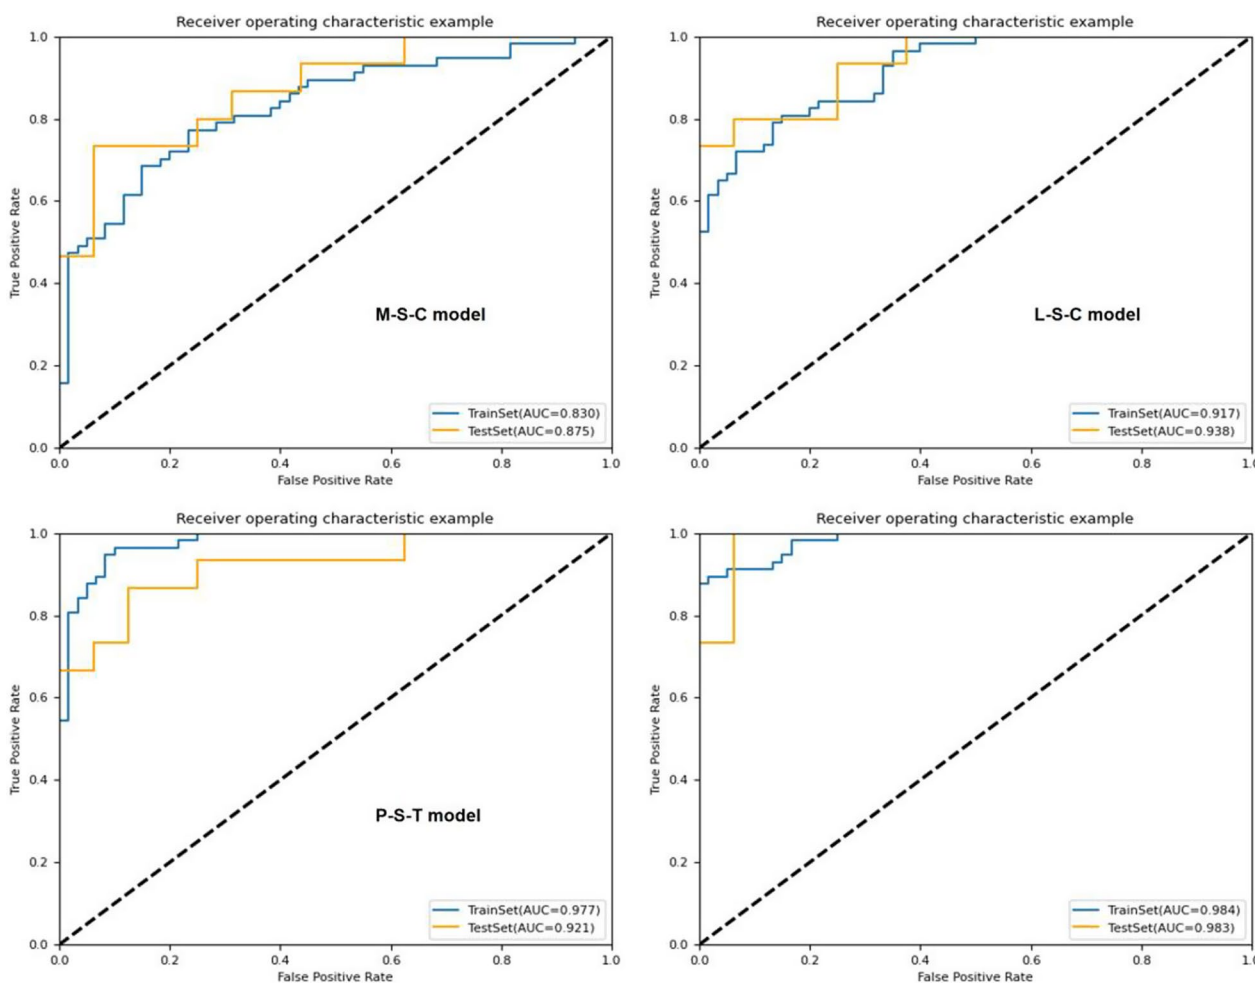 Receiver operating characteristic example
1.0
0.8
0.6
0.4
0.2
0.0
True Positive Rate
M-S-C model
TrainSet(AUC=0.830)
TestSet(AUC=0.875)
0.0 0.2 0.4 0.6 0.8 1.0
False Positive Rate
Receiver operating characteristic example
1.0
0.8
0.6
0.4
0.2
0.0
True Positive Rate
L-S-C model
TrainSet(AUC=0.917)
TestSet(AUC=0.938)
0.0 0.2 0.4 0.6 0.8 1.0
False Positive Rate
Receiver operating characteristic example
1.0
0.8
0.6
0.4
0.2
0.0
True Positive Rate
P-S-T model
TrainSet(AUC=0.977)
TestSet(AUC=0.921)
0.0 0.2 0.4 0.6 0.8 1.0
False Positive Rate
Receiver operating characteristic example
1.0
0.8
0.6
0.4
0.2
0.0
True Positive Rate
TrainSet(AUC=0.984)
TestSet(AUC=0.983)
0.0 0.2 0.4 0.6 0.8 1.0
False Positive Rate